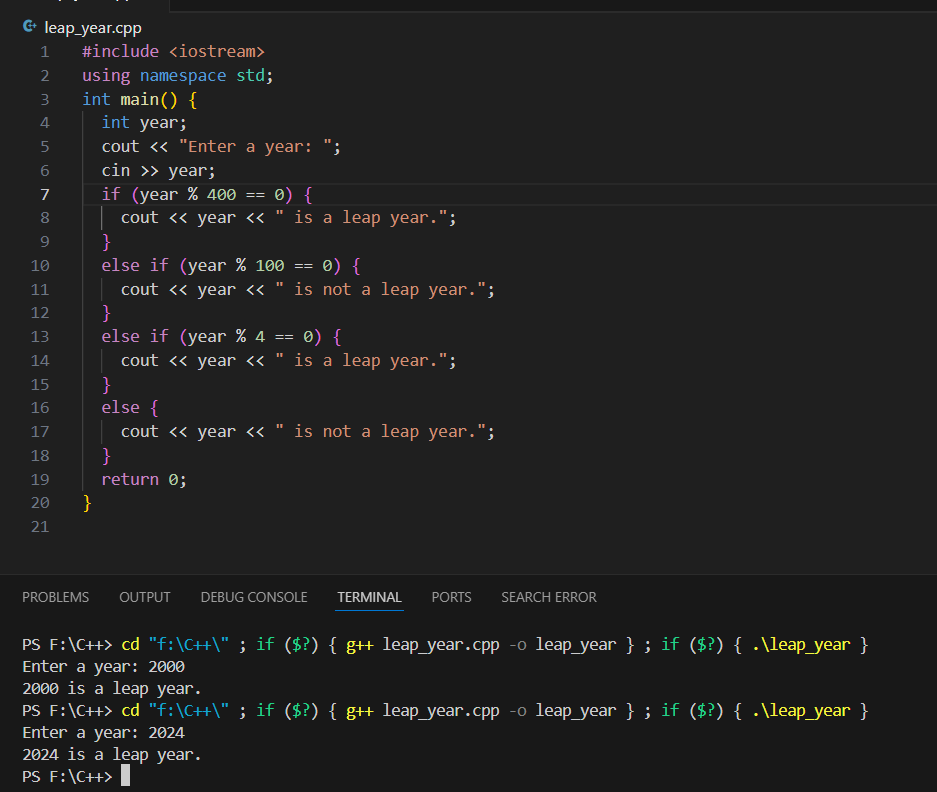 leap_year.cpp
1 #include <iostream>
2 using namespace std;
3 int main() {
4 int year;
5 cout << "Enter a year: ";
6 cin >> year;
7 if (year % 400 == 0) {
8 cout << year << " is a leap year.";
9 }
10 else if (year % 100 == 0) {
11 cout << year << " is not a leap year.";
12 }
13 else if (year % 4 == 0) {
14 cout << year << " is a leap year.";
15 }
16 else {
17 cout << year << " is not a leap year.";
18 }
19 return 0;
20 }
21
PROBLEMS OUTPUT DEBUG CONSOLE TERMINAL PORTS SEARCH ERROR
PS F:\C++> cd "f:\C++\" ; if ($?) { g++ leap_year.cpp -o leap_year } ; if ($?) { .\leap_year }
Enter a year: 2000
2000 is a leap year.
PS F:\C++> cd "f:\C++\" ; if ($?) { g++ leap_year.cpp -o leap_year } ; if ($?) { .\leap_year }
Enter a year: 2024
2024 is a leap year.
PS F:\C++>